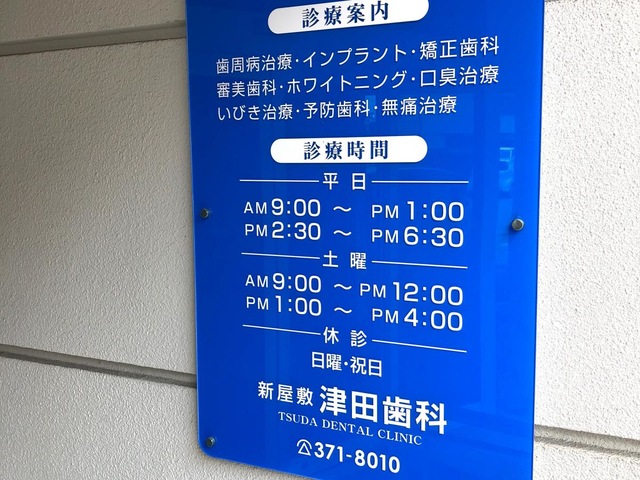 診療案内
歯周病治療・インプラント・矯正歯科
審美歯科・ホワイトニング・口臭治療
いびき治療・予防歯科・無痛治療
診療時間
平日
AM9:00 ～ PM1:00
PM2:30 ～ PM6:30
土曜
AM9:00 ～ PM12:00
PM1:00 ～ PM4:00
休診
日曜・祝日
新屋敷 津田歯科
TSUDA DENTAL CLINIC
371-8010